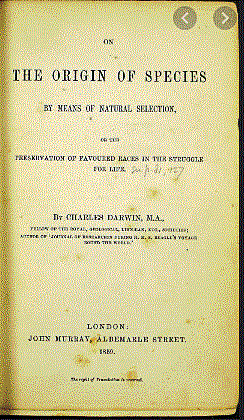 ON
THE ORIGIN OF SPECIES
BY MEANS OF NATURAL SELECTION,
OR THE
PRESERVATION OF FAVOURED RACES IN THE STRUGGLE
FOR LIFE.
BY CHARLES DARWIN, M.A.,
FELLOW OF THE ROYAL, GEOLOGICAL, LINNÆAN, ETC., SOCIETIES;
AUTHOR OF 'JOURNAL OF RESEARCHES DURING H. M. S. BEAGLE'S VOYAGE
ROUND THE WORLD.'
LONDON:
JOHN MURRAY, ALBEMARLE STREET.
1859.
The right of Translation is reserved.